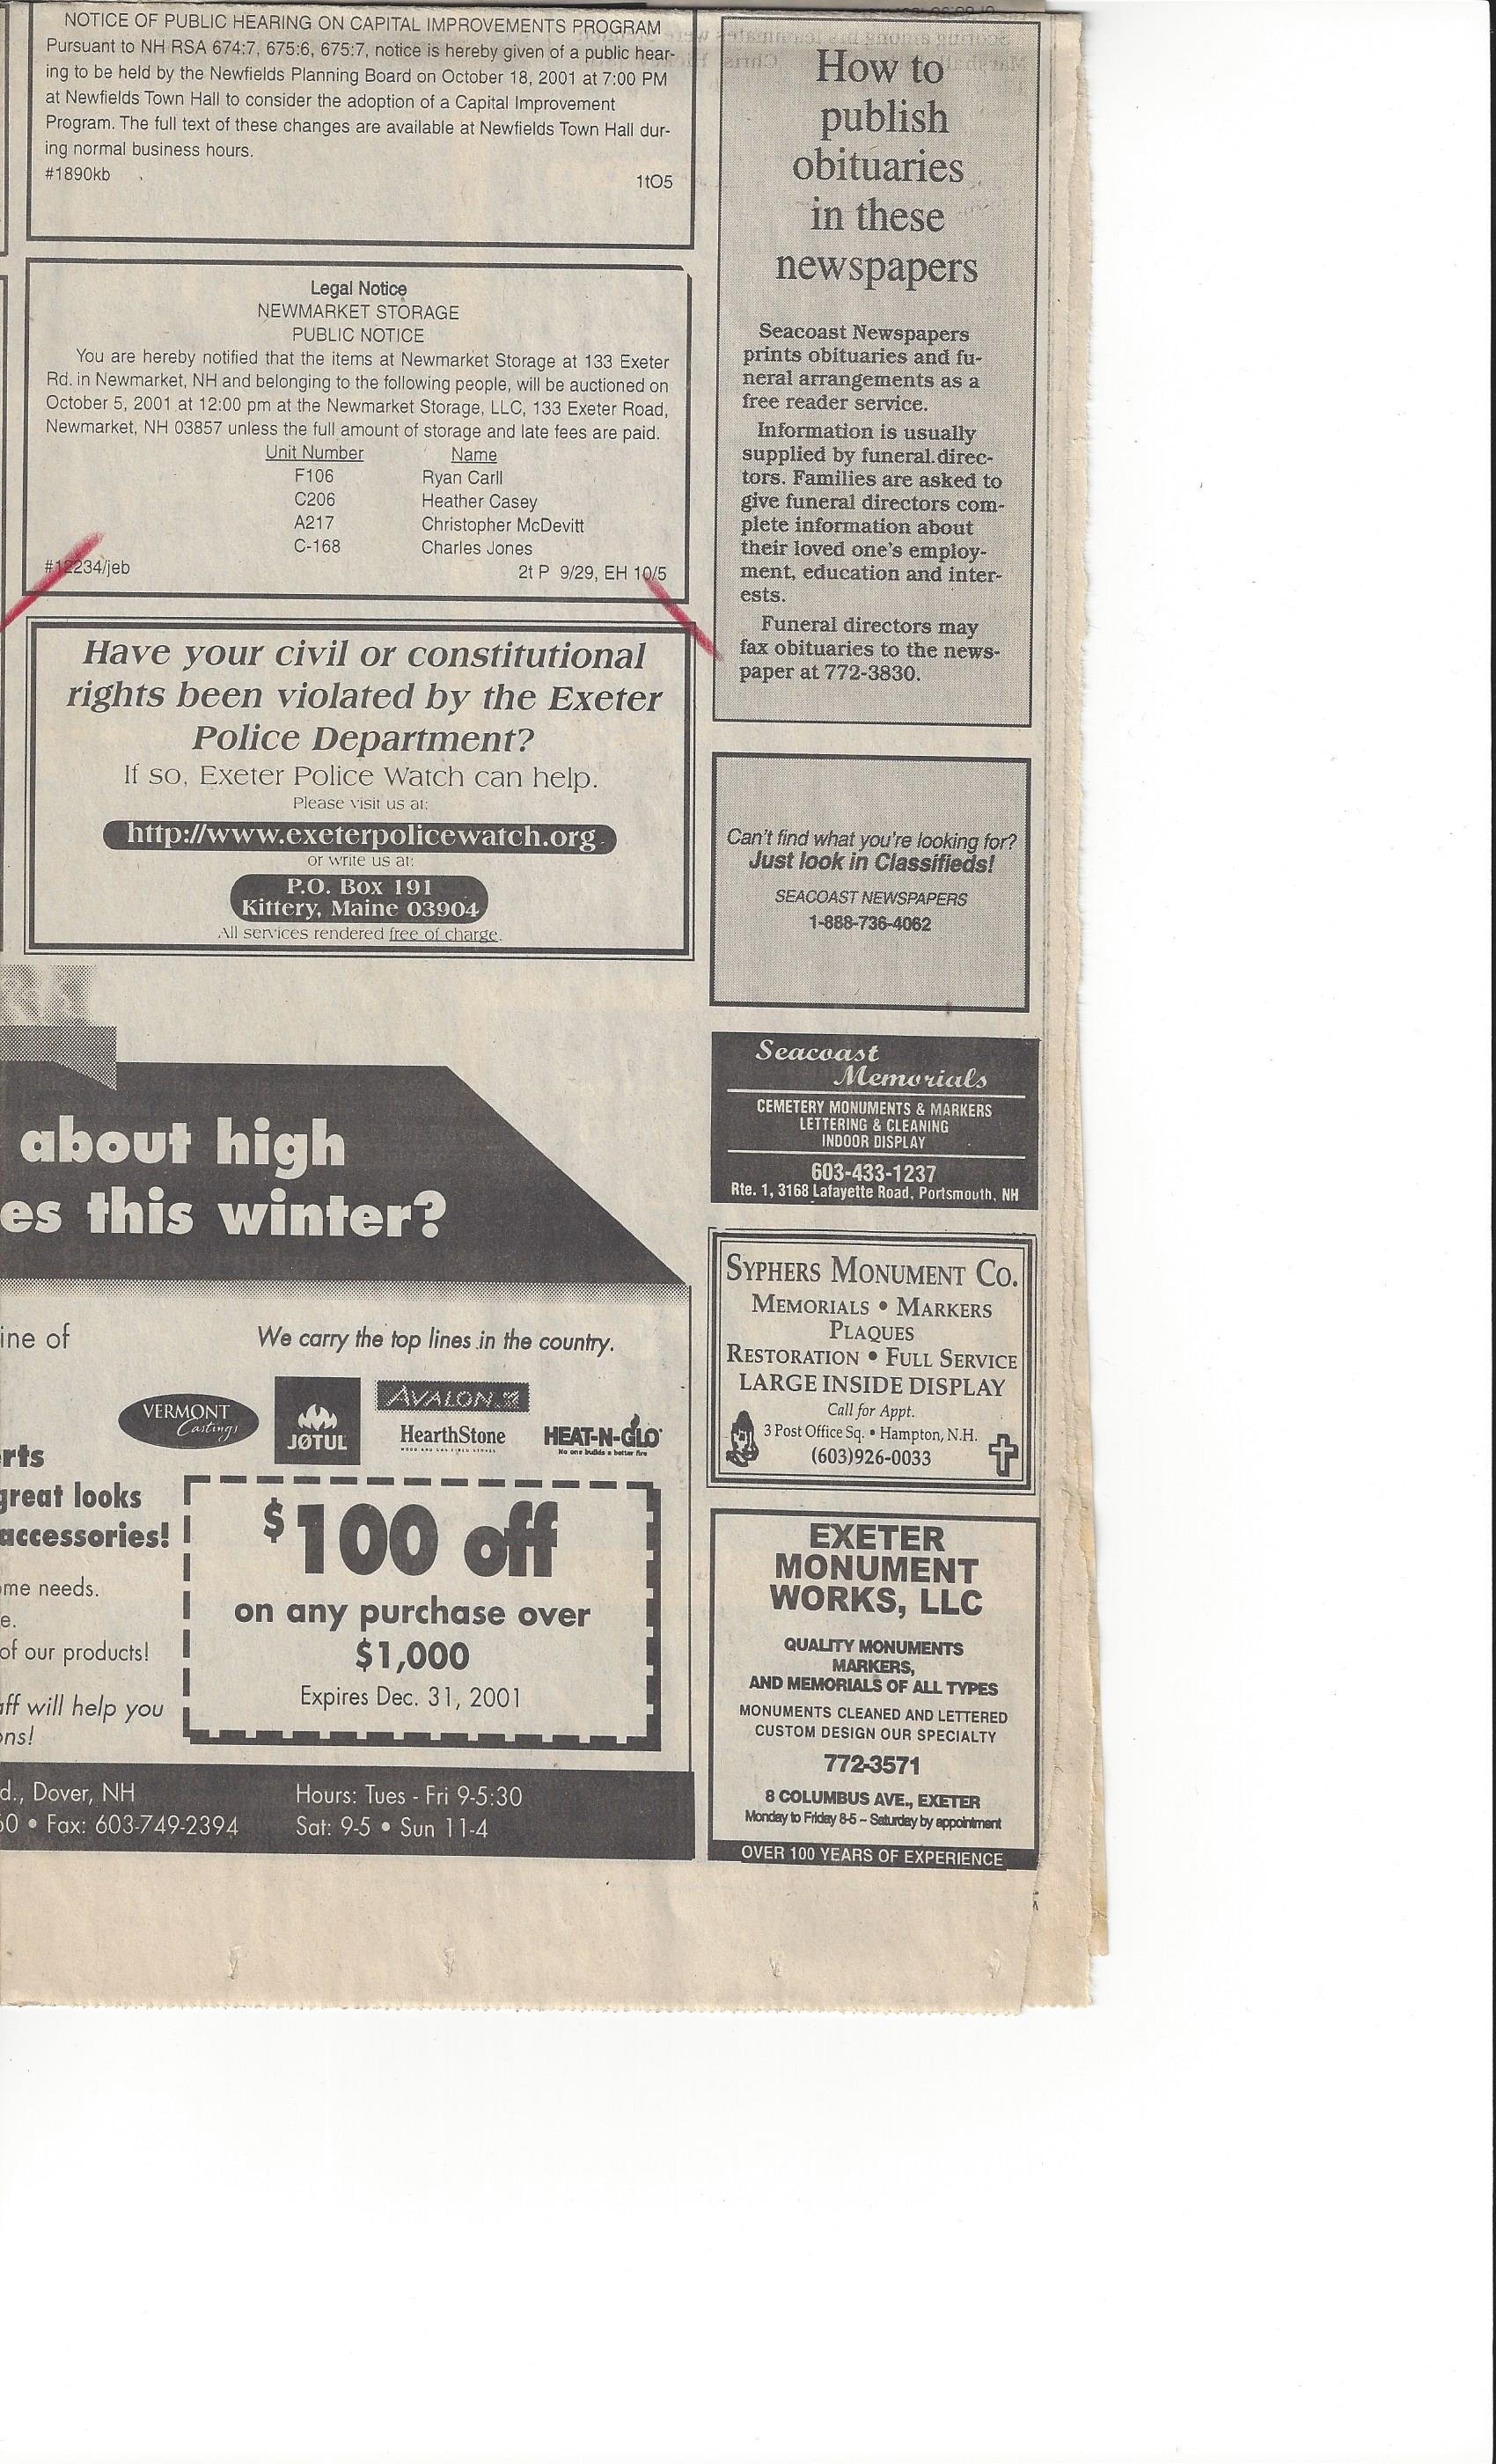 NOTICE OF PUBLIC HEARING ON CAPITAL IMPROVEMENTS PROGRAM
Pursuant to NH RSA 674:7, 675:6, 675:7, notice is hereby given of a public hear-
ing to be held by the Newfields Planning Board on October 18, 2001 at 7:00 PM
at Newfields Town Hall to consider the adoption of a Capital Improvement
Program. The full text of these changes are available at Newfields Town Hall dur-
ing normal business hours.
#1890kb
1tO5
Legal Notice
NEWMARKET STORAGE
PUBLIC NOTICE
You are hereby notified that the items at Newmarket Storage at 133 Exeter
Rd. in Newmarket, NH and belonging to the following people, will be auctioned on
October 5, 2001 at 12:00 pm at the Newmarket Storage, LLC, 133 Exeter Road,
Newmarket, NH 03857 unless the full amount of storage and late fees are paid.
Unit Number Name
F106 Ryan Carll
C206 Heather Casey
A217 Christopher McDevitt
C-168 Charles Jones
#12234/jeb
2t P 9/29, EH 10/5
Have your civil or constitutional
rights been violated by the Exeter
Police Department?
If so, Exeter Police Watch can help.
Please visit us at:
http://www.exeterpolicewatch.org
or write us at:
P.O. Box 191
Kittery, Maine 03904
All services rendered free of charge.
about high
es this winter?
ine of
We carry the top lines in the country.
VERMONT
Castings
JØTUL
AVALON
HearthStone
HEAT-N-GLO
No one builds a better fire
rts
great looks
accessories!
me needs.
e.
of our products!
aff will help you
ons!
$100 off
on any purchase over
$1,000
Expires Dec. 31, 2001
d., Dover, NH
60 • Fax: 603-749-2394
Hours: Tues - Fri 9-5:30
Sat: 9-5 • Sun 11-4
How to
publish
obituaries
in these
newspapers
Seacoast Newspapers
prints obituaries and fu-
neral arrangements as a
free reader service.
Information is usually
supplied by funeral direc-
tors. Families are asked to
give funeral directors com-
plete information about
their loved one's employ-
ment, education and inter-
ests.
Funeral directors may
fax obituaries to the news-
paper at 772-3830.
Can't find what you're looking for?
Just look in Classifieds!
SEACOAST NEWSPAPERS
1-888-736-4062
Seacoast
Memorials
CEMETERY MONUMENTS & MARKERS
LETTERING & CLEANING
INDOOR DISPLAY
603-433-1237
Rte. 1, 3168 Lafayette Road, Portsmouth, NH
SYPHERS MONUMENT CO.
MEMORIALS • MARKERS
PLAQUES
RESTORATION • FULL SERVICE
LARGE INSIDE DISPLAY
Call for Appt.
3 Post Office Sq. • Hampton, N.H.
(603)926-0033
EXETER
MONUMENT
WORKS, LLC
QUALITY MONUMENTS
MARKERS,
AND MEMORIALS OF ALL TYPES
MONUMENTS CLEANED AND LETTERED
CUSTOM DESIGN OUR SPECIALTY
772-3571
8 COLUMBUS AVE., EXETER
Monday to Friday 8-5 ~ Saturday by appointment
OVER 100 YEARS OF EXPERIENCE